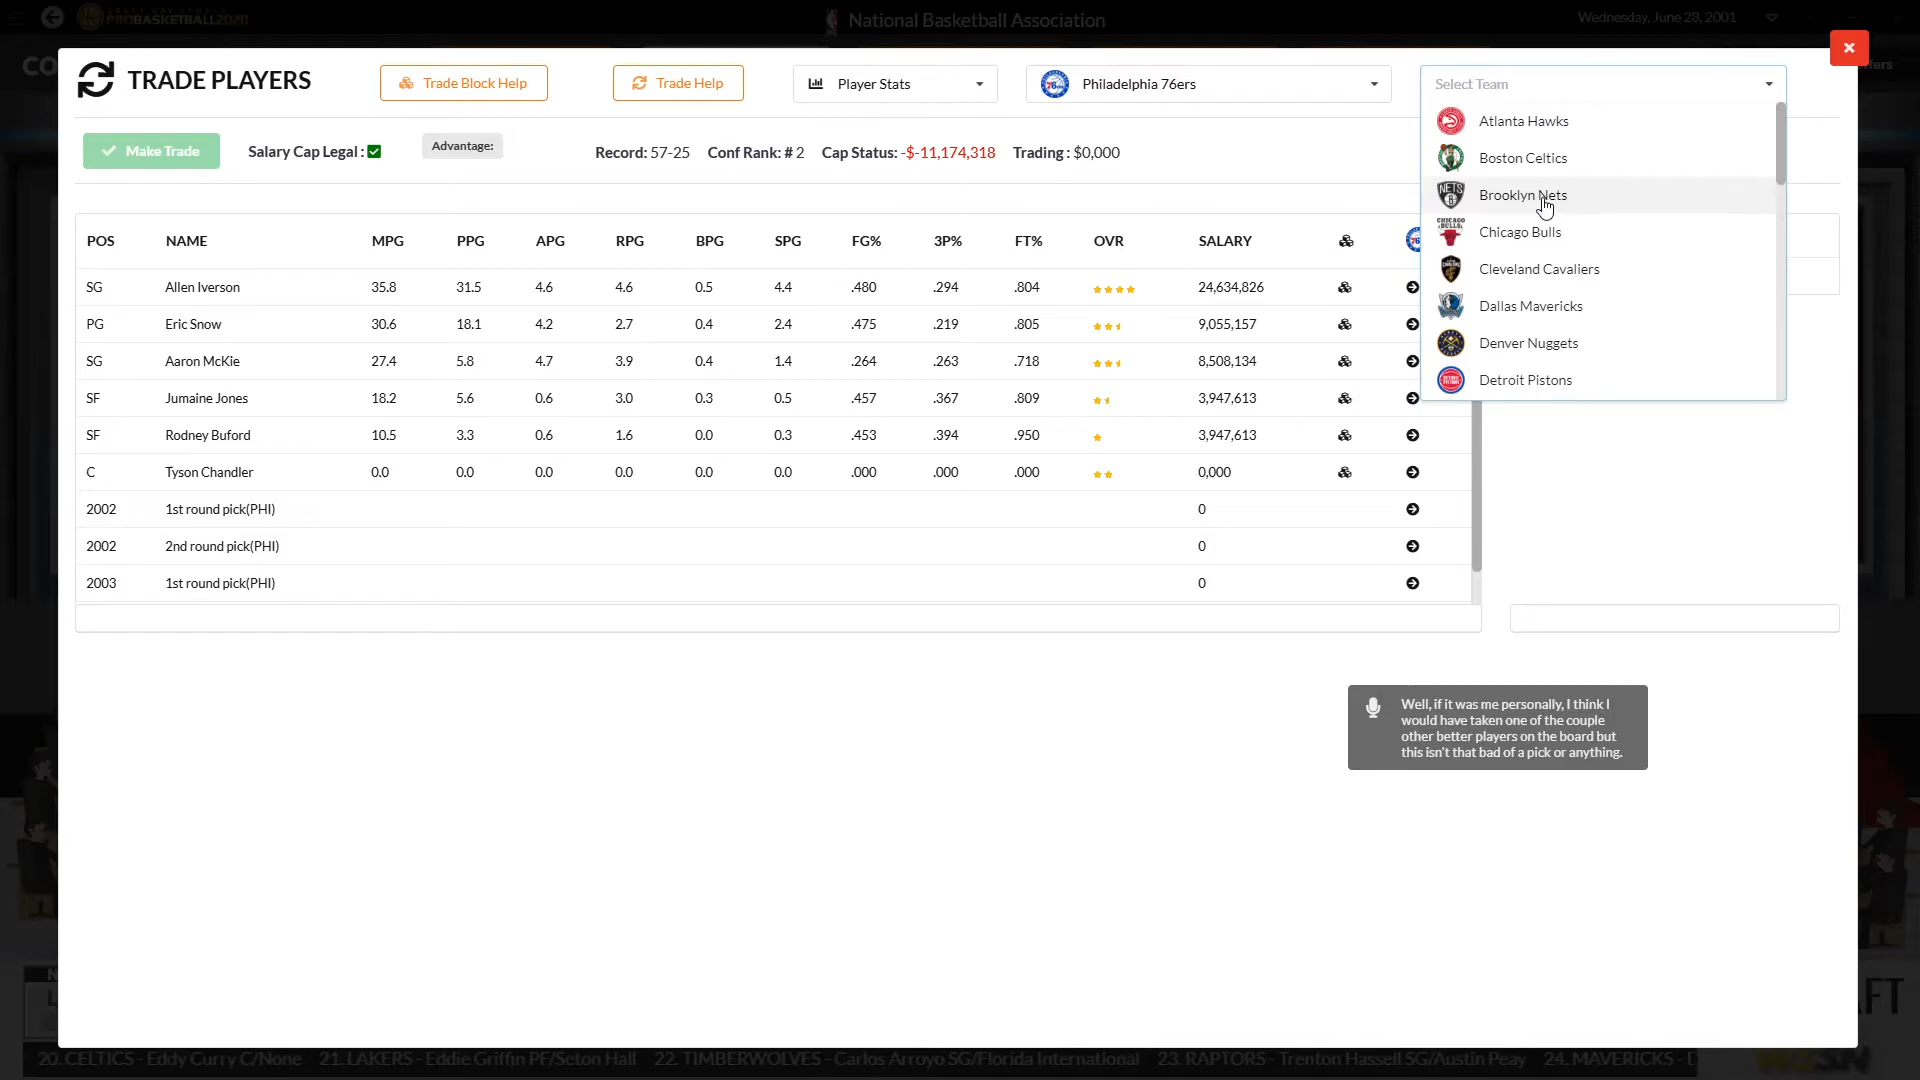 PROBASKETBALL2020
National Basketball Association
Wednesday, June 28, 2001
CO
TRADE PLAYERS
Trade Block Help
Trade Help
Player Stats
Philadelphia 76ers
Select Team
Make Trade
Salary Cap Legal :
Advantage:
Record: 57-25 Conf Rank: # 2 Cap Status: -$-11,174,318 Trading : $0,000
Atlanta Hawks
Boston Celtics
Brooklyn Nets
Chicago Bulls
Cleveland Cavaliers
Dallas Mavericks
Denver Nuggets
Detroit Pistons
POS NAME MPG PPG APG RPG BPG SPG FG% 3P% FT% OVR SALARY
SG Allen Iverson 35.8 31.5 4.6 4.6 0.5 4.4 .480 .294 .804 24,634,826
PG Eric Snow 30.6 18.1 4.2 2.7 0.4 2.4 .475 .219 .805 9,055,157
SG Aaron McKie 27.4 5.8 4.7 3.9 0.4 1.4 .264 .263 .718 8,508,134
SF Jumaine Jones 18.2 5.6 0.6 3.0 0.3 0.5 .457 .367 .809 3,947,613
SF Rodney Buford 10.5 3.3 0.6 1.6 0.0 0.3 .453 .394 .950 3,947,613
C Tyson Chandler 0.0 0.0 0.0 0.0 0.0 0.0 .000 .000 .000 0,000
2002 1st round pick(PHI) 0
2002 2nd round pick(PHI) 0
2003 1st round pick(PHI) 0
Well, if it was me personally, I think I
would have taken one of the couple
other better players on the board but
this isn't that bad of a pick or anything.
20. CELTICS - Eddy Curry C/None 21. LAKERS - Eddie Griffin PF/Seton Hall 22. TIMBERWOLVES - Carlos Arroyo SG/Florida International 23. RAPTORS - Trenton Hassell SG/Austin Peay 24. MAVERICKS - D